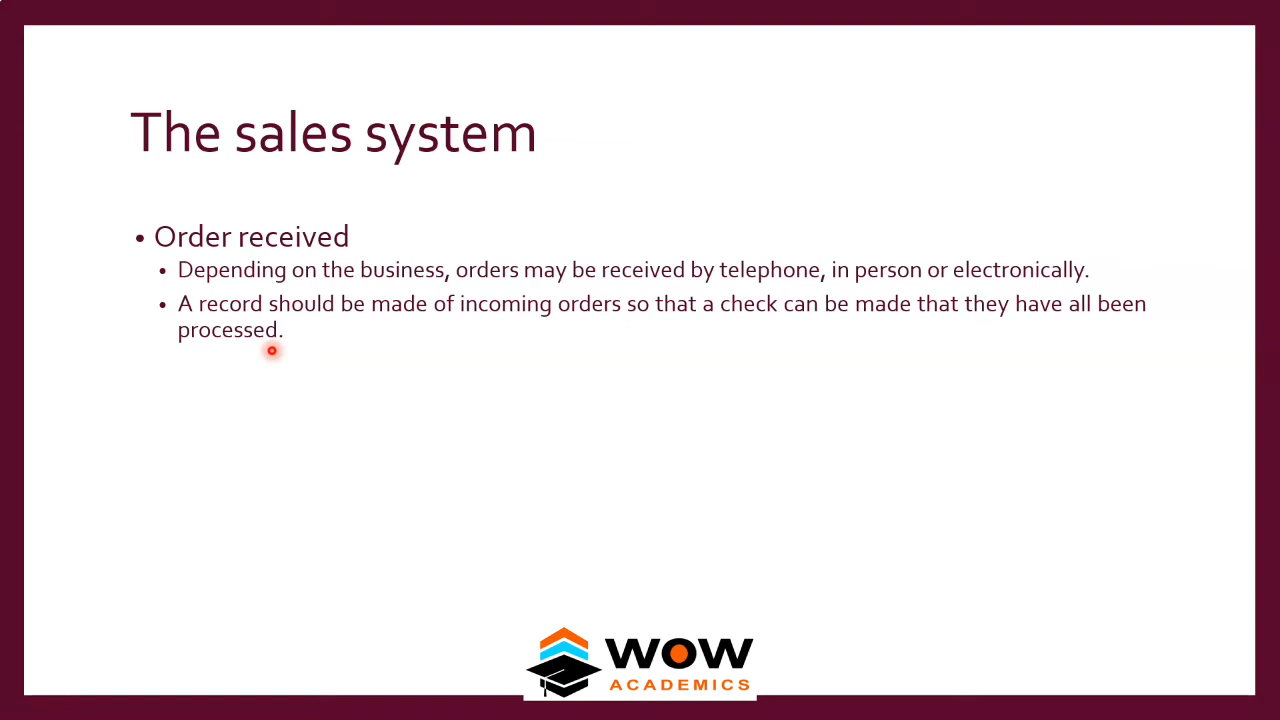 The sales system
• Order received
• Depending on the business, orders may be received by telephone, in person or electronically.
• A record should be made of incoming orders so that a check can be made that they have all been
processed.
WOW
ACADEMICS